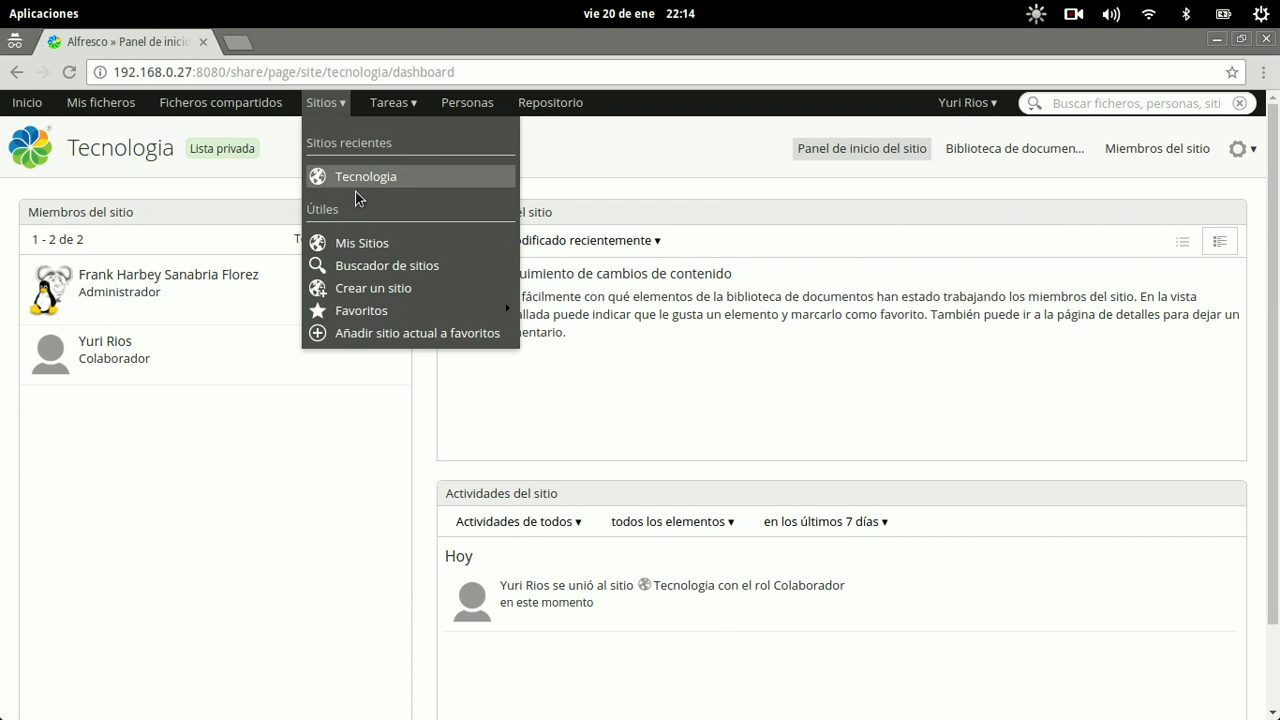 Aplicaciones
vie 20 de ene 22:14
Alfresco » Panel de inicio
192.168.0.27:8080/share/page/site/tecnologia/dashboard
Inicio
Mis ficheros
Ficheros compartidos
Sitios ▾
Tareas ▾
Personas
Repositorio
Yuri Rios ▾
Buscar ficheros, personas, siti
Tecnologia
Lista privada
Panel de inicio del sitio
Biblioteca de documen...
Miembros del sitio
Sitios recientes
Tecnologia
Útiles
Mis Sitios
Buscador de sitios
Crear un sitio
Favoritos
Añadir sitio actual a favoritos
Miembros del sitio
1 - 2 de 2
Frank Harbey Sanabria Florez
Administrador
Yuri Rios
Colaborador
el sitio
odificado recientemente ▾
uimiento de cambios de contenido
fácilmente con qué elementos de la biblioteca de documentos han estado trabajando los miembros del sitio. En la vista
allada puede indicar que le gusta un elemento y marcarlo como favorito. También puede ir a la página de detalles para dejar un
mentario.
Actividades del sitio
Actividades de todos ▾
todos los elementos ▾
en los últimos 7 días ▾
Hoy
Yuri Rios se unió al sitio Tecnologia con el rol Colaborador
en este momento